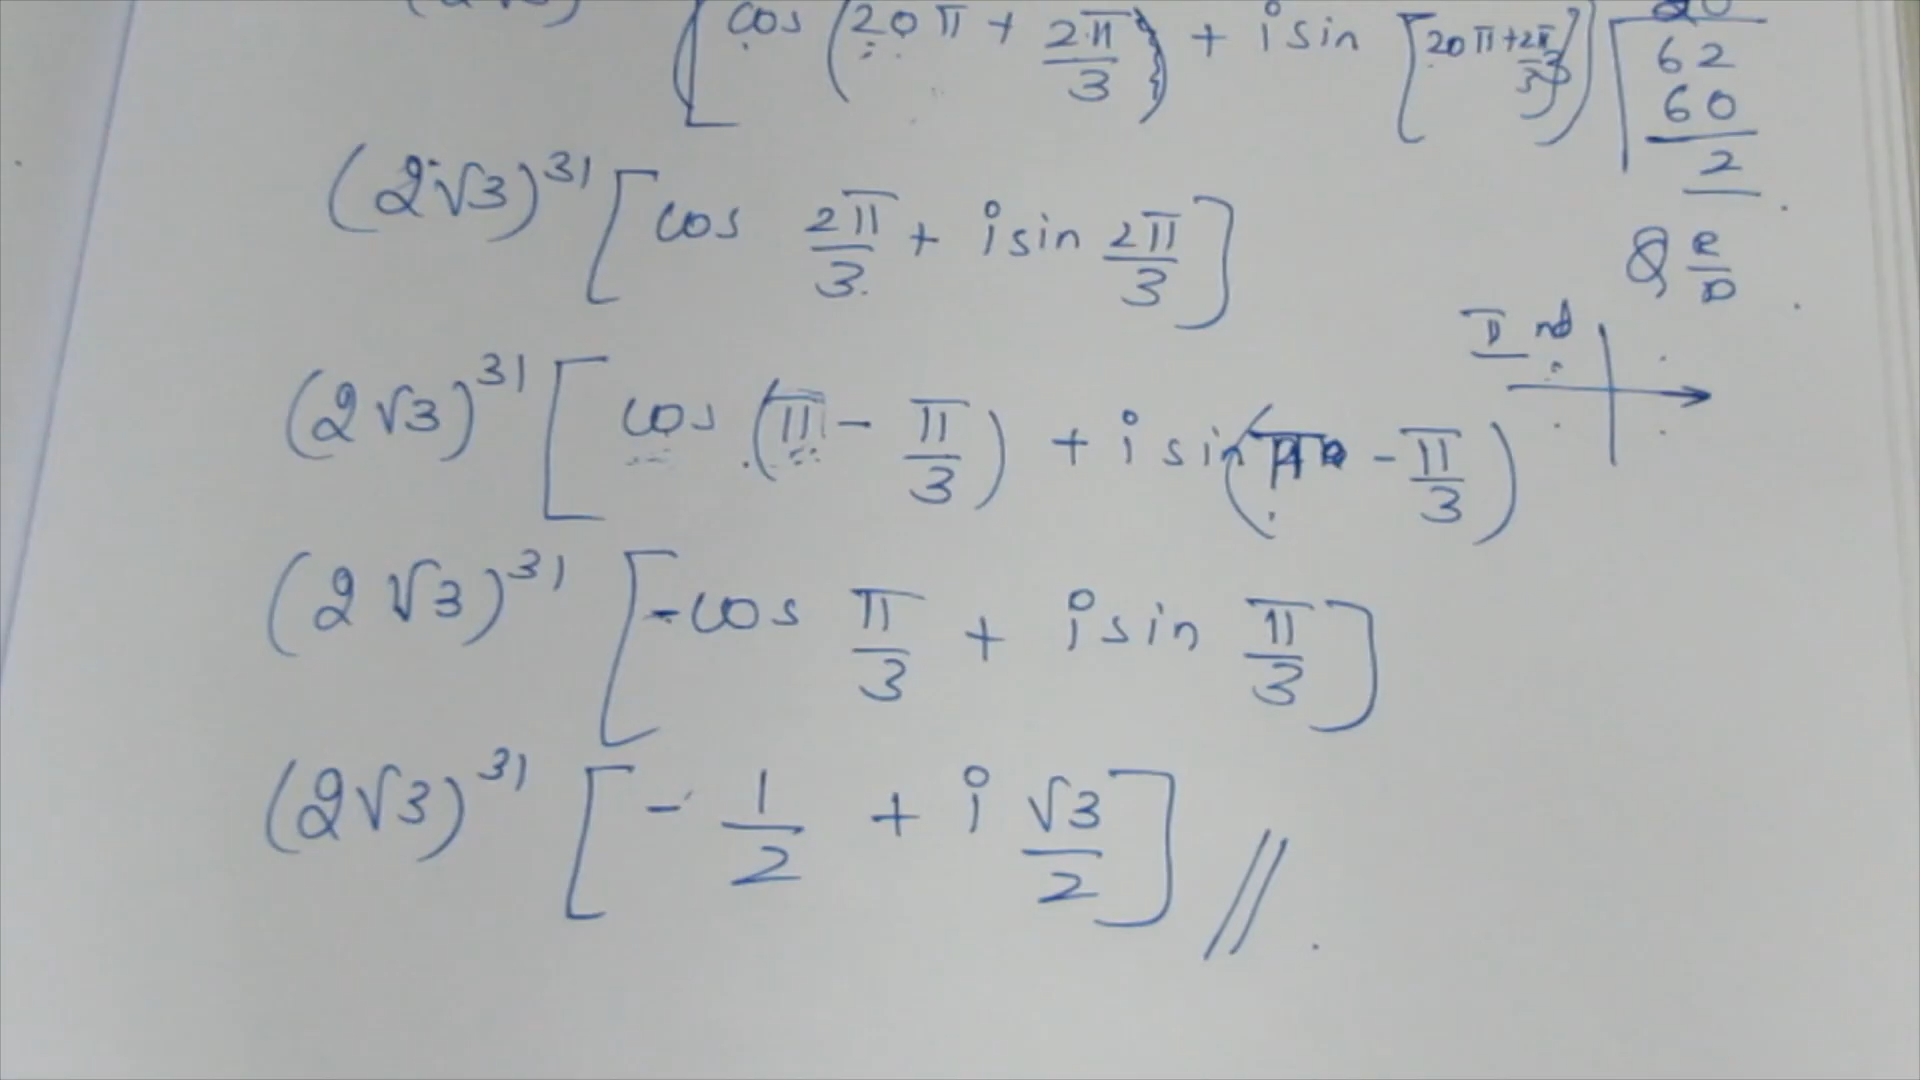 [cos (20π + 2π/3) + i sin [20π + 2π/3)]
62
60
2
(2√3)^31 [cos 2π/3 + i sin 2π/3]
Q R/D
II nd
(2√3)^31 [cos (π - π/3) + i sin (π - π/3)
(2√3)^31 [-cos π/3 + i sin π/3]
(2√3)^31 [- 1/2 + i √3/2] //.